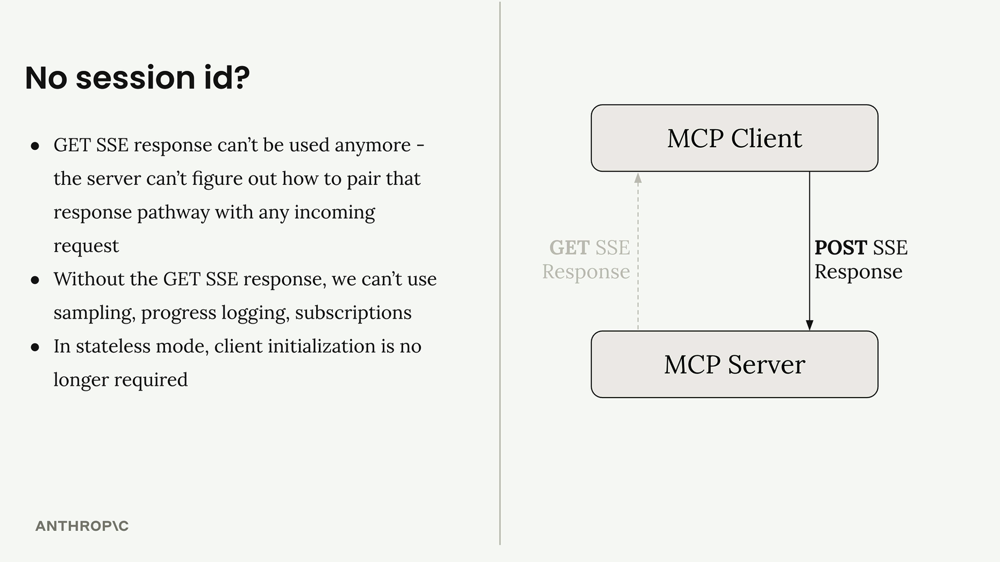 No session id?
● GET SSE response can’t be used anymore -
the server can’t figure out how to pair that
response pathway with any incoming
request
● Without the GET SSE response, we can’t use
sampling, progress logging, subscriptions
● In stateless mode, client initialization is no
longer required
ANTHROP\C
MCP Client
GET SSE
Response
POST SSE
Response
MCP Server